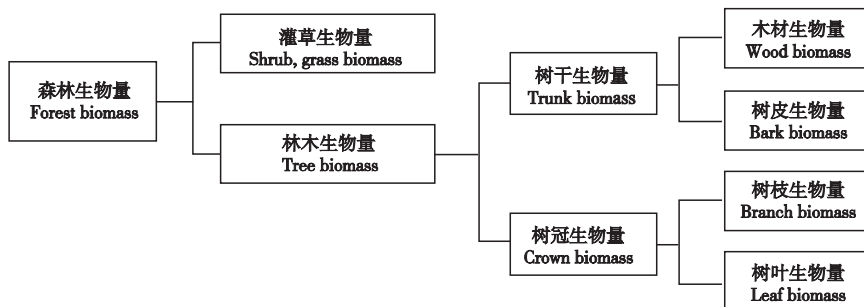 森林生物量
Forest biomass
灌草生物量
Shrub, grass biomass
林木生物量
Tree biomass
树干生物量
Trunk biomass
树冠生物量
Crown biomass
木材生物量
Wood biomass
树皮生物量
Bark biomass
树枝生物量
Branch biomass
树叶生物量
Leaf biomass